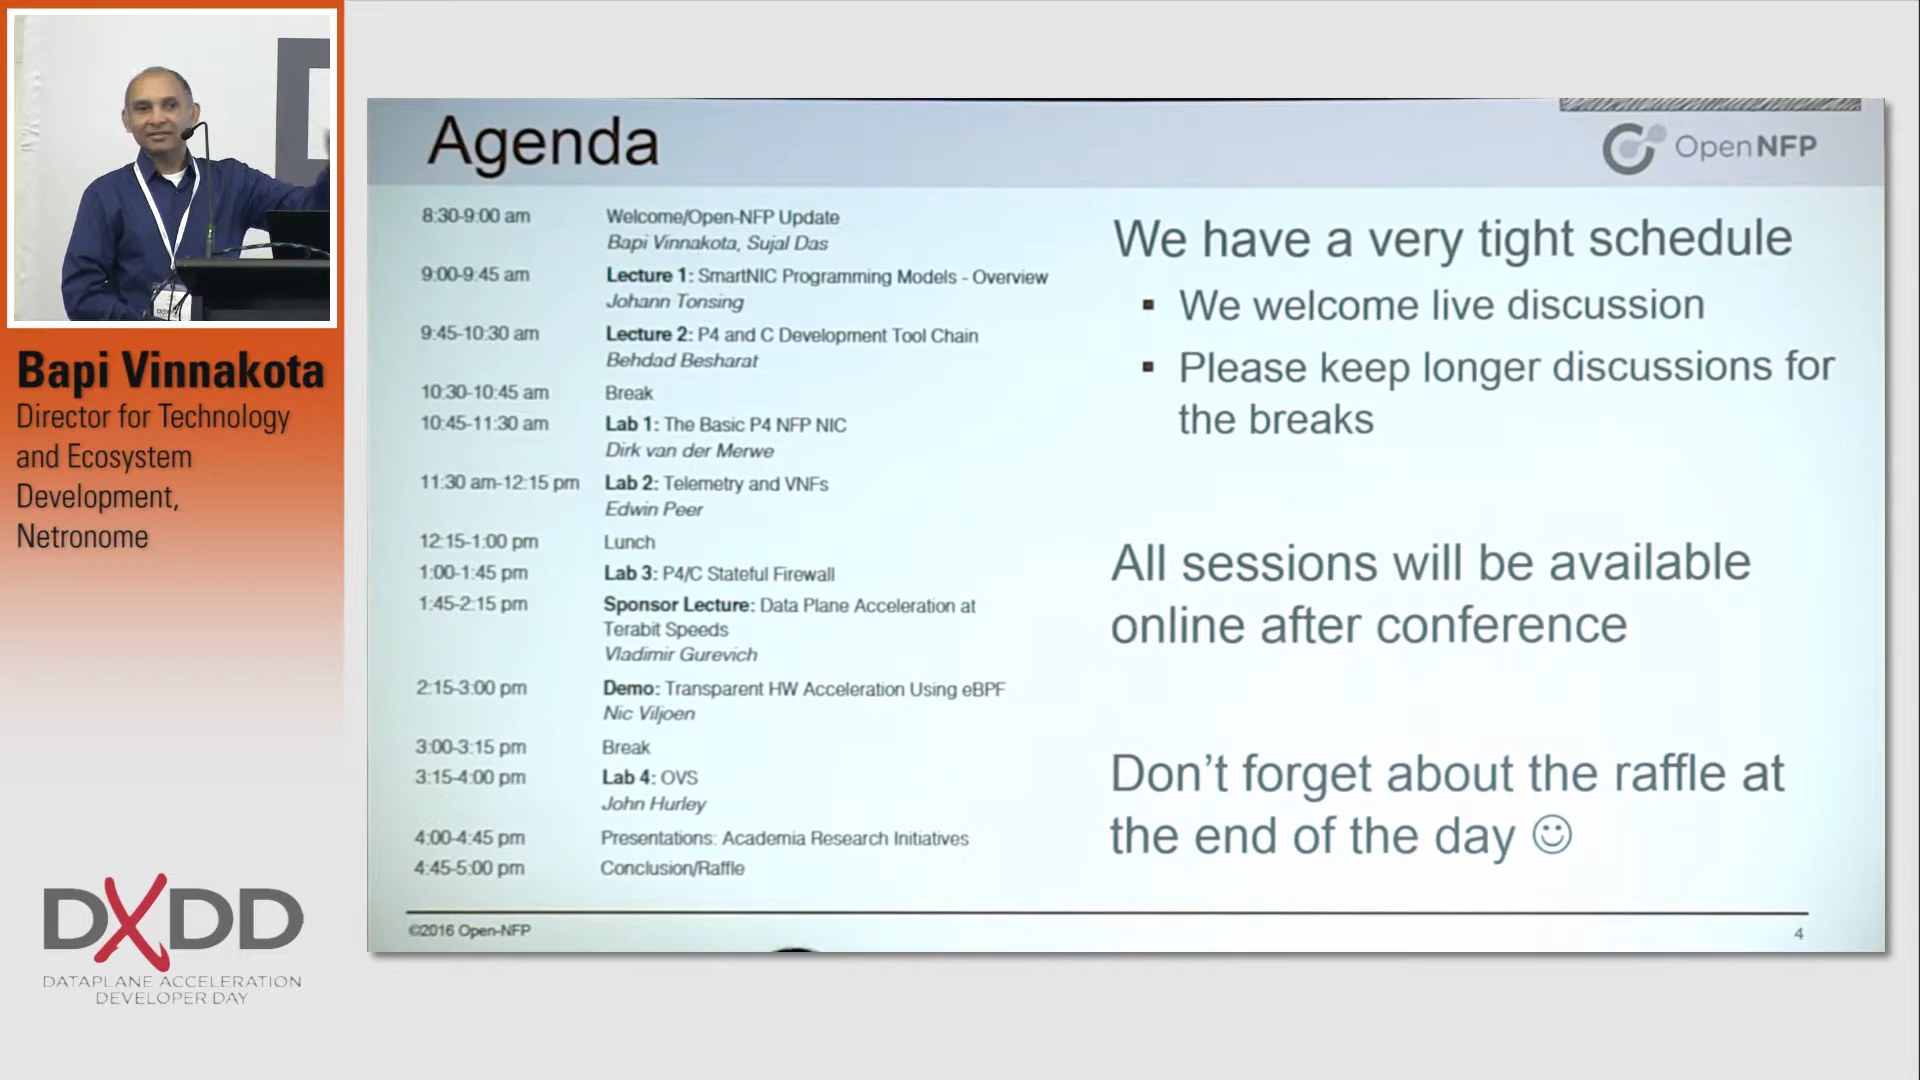 Bapi Vinnakota
Director for Technology
and Ecosystem
Development,
Netronome
DXDD
DATAPLANE ACCELERATION
DEVELOPER DAY
Agenda
Open NFP
8:30-9:00 am Welcome/Open-NFP Update
Bapi Vinnakota, Sujal Das
9:00-9:45 am Lecture 1: SmartNIC Programming Models - Overview
Johann Tonsing
9:45-10:30 am Lecture 2: P4 and C Development Tool Chain
Behdad Besharat
10:30-10:45 am Break
10:45-11:30 am Lab 1: The Basic P4 NFP NIC
Dirk van der Merwe
11:30 am-12:15 pm Lab 2: Telemetry and VNFs
Edwin Peer
12:15-1:00 pm Lunch
1:00-1:45 pm Lab 3: P4/C Stateful Firewall
1:45-2:15 pm Sponsor Lecture: Data Plane Acceleration at
Terabit Speeds
Vladimir Gurevich
2:15-3:00 pm Demo: Transparent HW Acceleration Using eBPF
Nic Viljoen
3:00-3:15 pm Break
3:15-4:00 pm Lab 4: OVS
John Hurley
4:00-4:45 pm Presentations: Academia Research Initiatives
4:45-5:00 pm Conclusion/Raffle
We have a very tight schedule
▪ We welcome live discussion
▪ Please keep longer discussions for
the breaks
All sessions will be available
online after conference
Don't forget about the raffle at
the end of the day ☺
©2016 Open-NFP
4